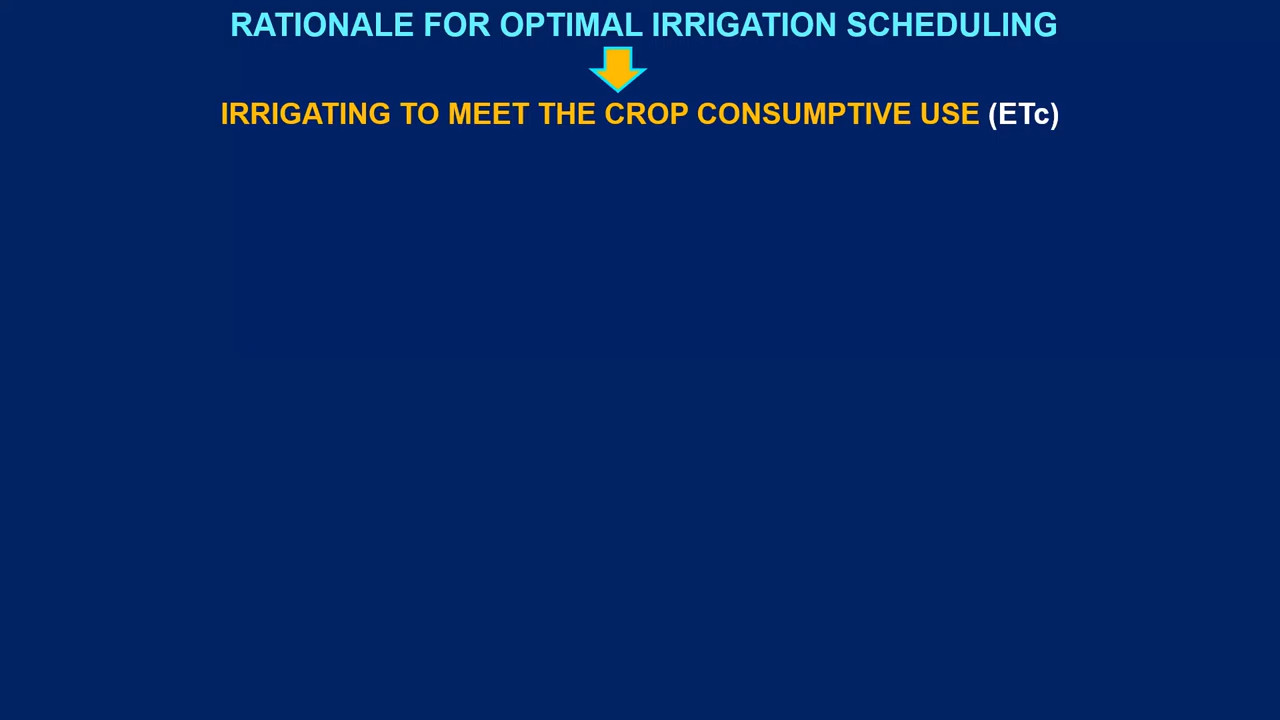 RATIONALE FOR OPTIMAL IRRIGATION SCHEDULING
IRRIGATING TO MEET THE CROP CONSUMPTIVE USE (ETc)